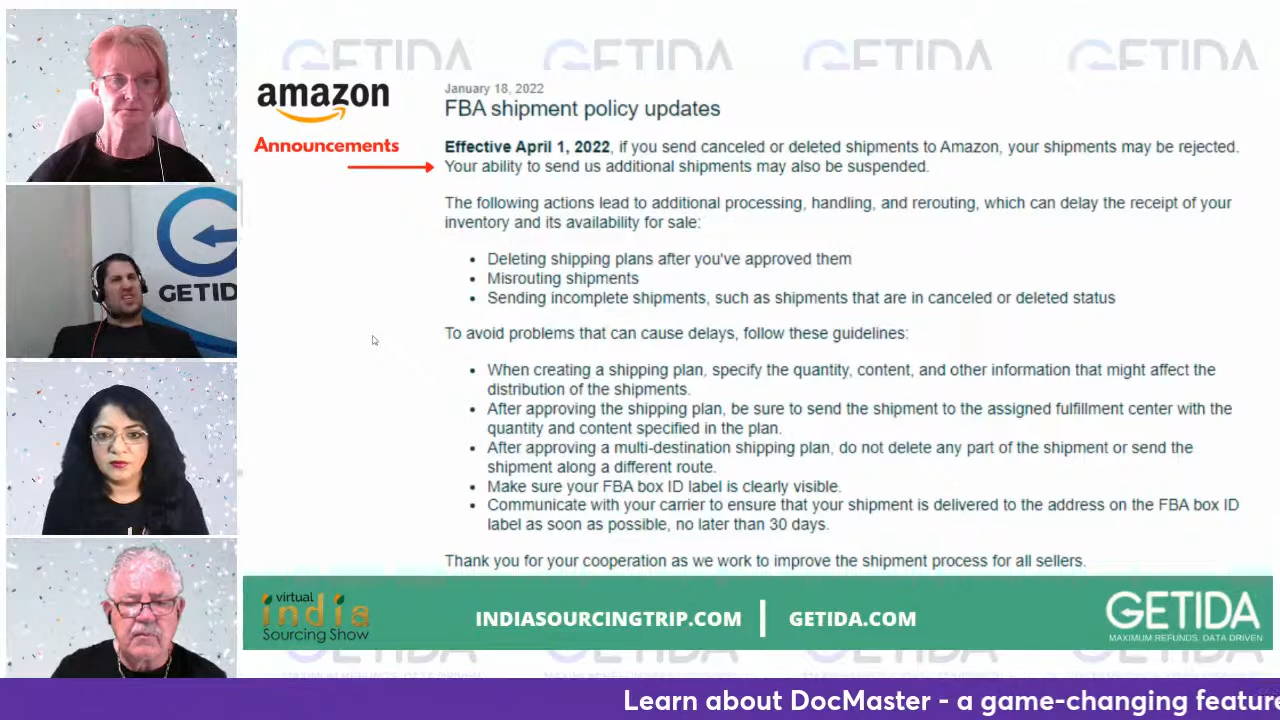 GETIDA GETIDA GETIDA GETIDA
amazon
Announcements
January 18, 2022
FBA shipment policy updates
Effective April 1, 2022, if you send canceled or deleted shipments to Amazon, your shipments may be rejected.
Your ability to send us additional shipments may also be suspended.
The following actions lead to additional processing, handling, and rerouting, which can delay the receipt of your
inventory and its availability for sale:
• Deleting shipping plans after you've approved them
• Misrouting shipments
• Sending incomplete shipments, such as shipments that are in canceled or deleted status
To avoid problems that can cause delays, follow these guidelines:
• When creating a shipping plan, specify the quantity, content, and other information that might affect the
distribution of the shipments.
• After approving the shipping plan, be sure to send the shipment to the assigned fulfillment center with the
quantity and content specified in the plan.
• After approving a multi-destination shipping plan, do not delete any part of the shipment or send the
shipment along a different route.
• Make sure your FBA box ID label is clearly visible.
• Communicate with your carrier to ensure that your shipment is delivered to the address on the FBA box ID
label as soon as possible, no later than 30 days.
Thank you for your cooperation as we work to improve the shipment process for all sellers.
GETID
virtual
india
Sourcing Show
INDIASOURCINGTRIP.COM | GETIDA.COM
GETIDA
MAXIMUM REFUNDS. DATA DRIVEN
Learn about DocMaster - a game-changing feature